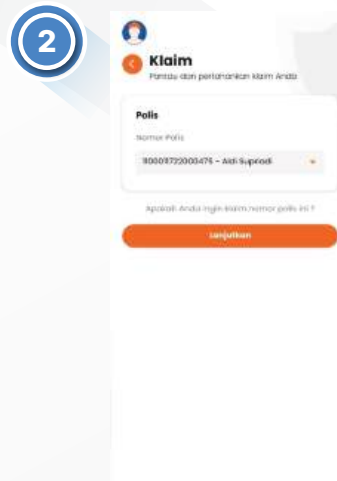 2
Klaim
Pantau dan pertahankan klaim Anda
Polis
Nomor Polis
- Aldi Supriadi
Apakah Anda ingin klaim nomor polis ini ?
Lanjutkan